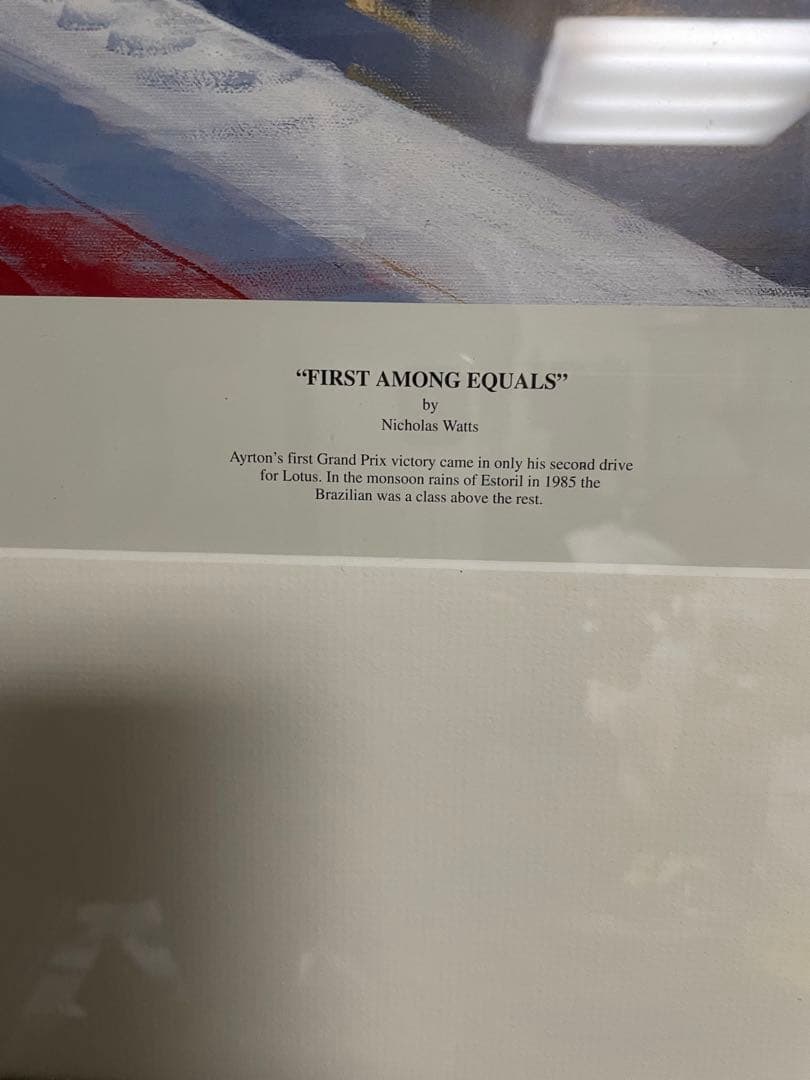 “FIRST AMONG EQUALS”
by
Nicholas Watts
Ayrton’s first Grand Prix victory came in only his second drive
for Lotus. In the monsoon rains of Estoril in 1985 the
Brazilian was a class above the rest.